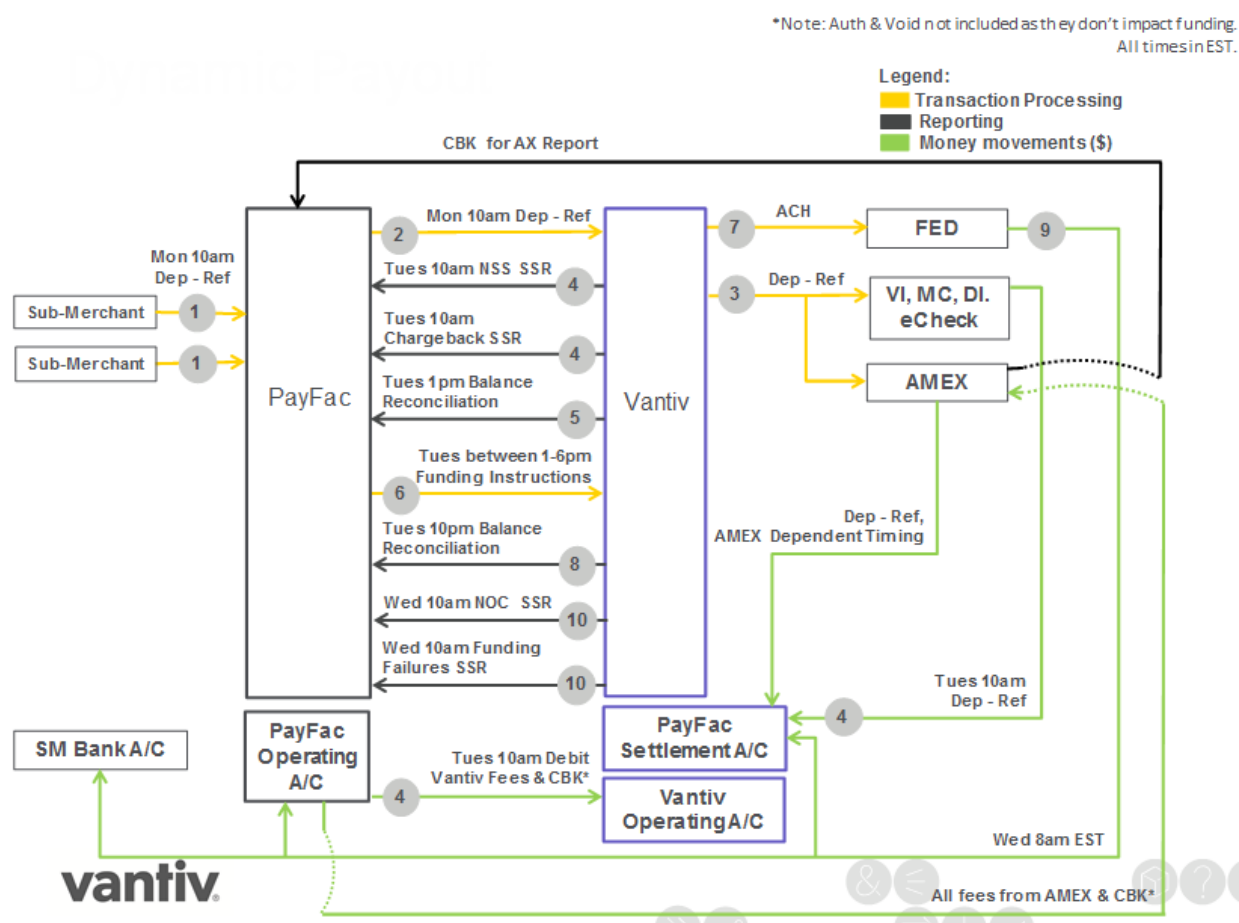 *Note: Auth & Void not included as they don't impact funding.
All times in EST.
Dynamic Payout
Legend:
Transaction Processing
Reporting
Money movements ($)
CBK for AX Report
Mon 10am
Dep - Ref
Sub-Merchant
1
Sub-Merchant
1
PayFac
2
Mon 10am Dep - Ref
Tues 10am NSS SSR
4
Tues 10am
Chargeback SSR
4
Tues 1pm Balance
Reconciliation
5
Tues between 1-6pm
Funding Instructions
6
Tues 10pm Balance
Reconciliation
8
Wed 10am NOC SSR
10
Wed 10am Funding
Failures SSR
10
Vantiv
7
ACH
FED
9
3
Dep - Ref
VI, MC, DI.
eCheck
AMEX
Dep - Ref,
AMEX Dependent Timing
Tues 10am
Dep - Ref
4
PayFac
Settlement A/C
SM Bank A/C
PayFac
Operating
A/C
4
Tues 10am Debit
Vantiv Fees & CBK*
Vantiv
Operating A/C
Wed 8am EST
vantiv
& ?
All fees from AMEX & CBK*